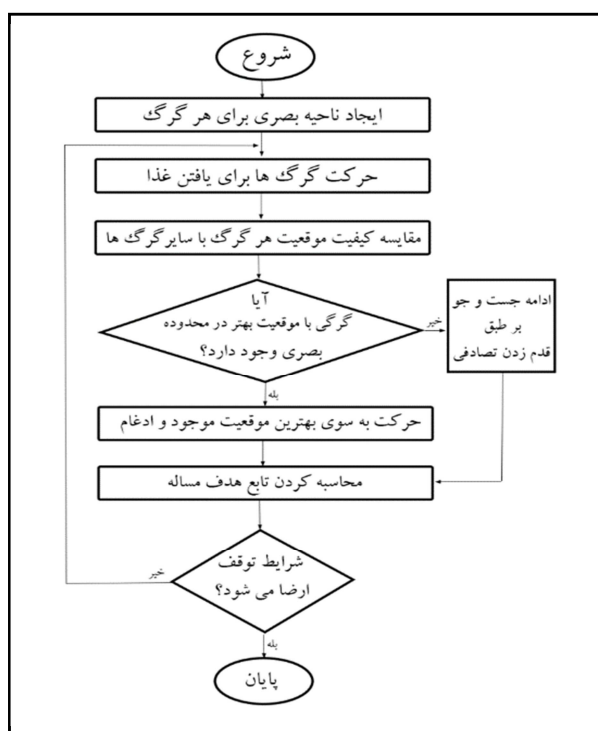 شروع
ایجاد ناحیه بصری برای هر گرگ
حرکت گرگ ها برای یافتن غذا
مقایسه کیفیت موقعیت هر گرگ با سایرگرگ ها
آیا
گرگی با موقعیت بهتر در محدوده
بصری وجود دارد؟
خیر
ادامه جست و جو
بر طبق
قدم زدن تصادفی
بله
حرکت به سوی بهترین موقعیت موجود و ادغام
محاسبه کردن تابع هدف مساله
شرایط توقف
ارضا می شود؟
خیر
بله
پایان